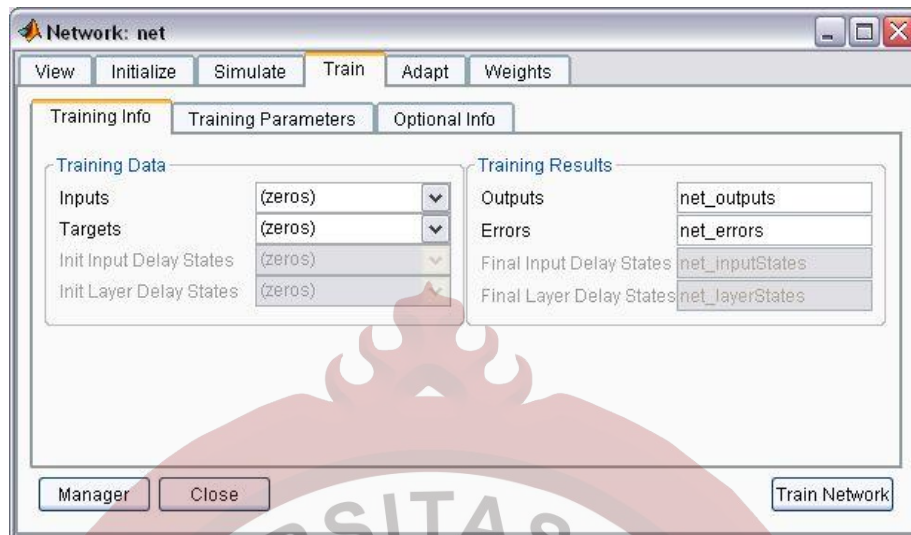 Network: net
View Initialize Simulate Train Adapt Weights
Training Info Training Parameters Optional Info
Training Data
Inputs (zeros)
Targets (zeros)
Init Input Delay States (zeros)
Init Layer Delay States (zeros)
Training Results
Outputs net_outputs
Errors net_errors
Final Input Delay States net_inputStates
Final Layer Delay States net_layerStates
Manager Close Train Network
RSITAS